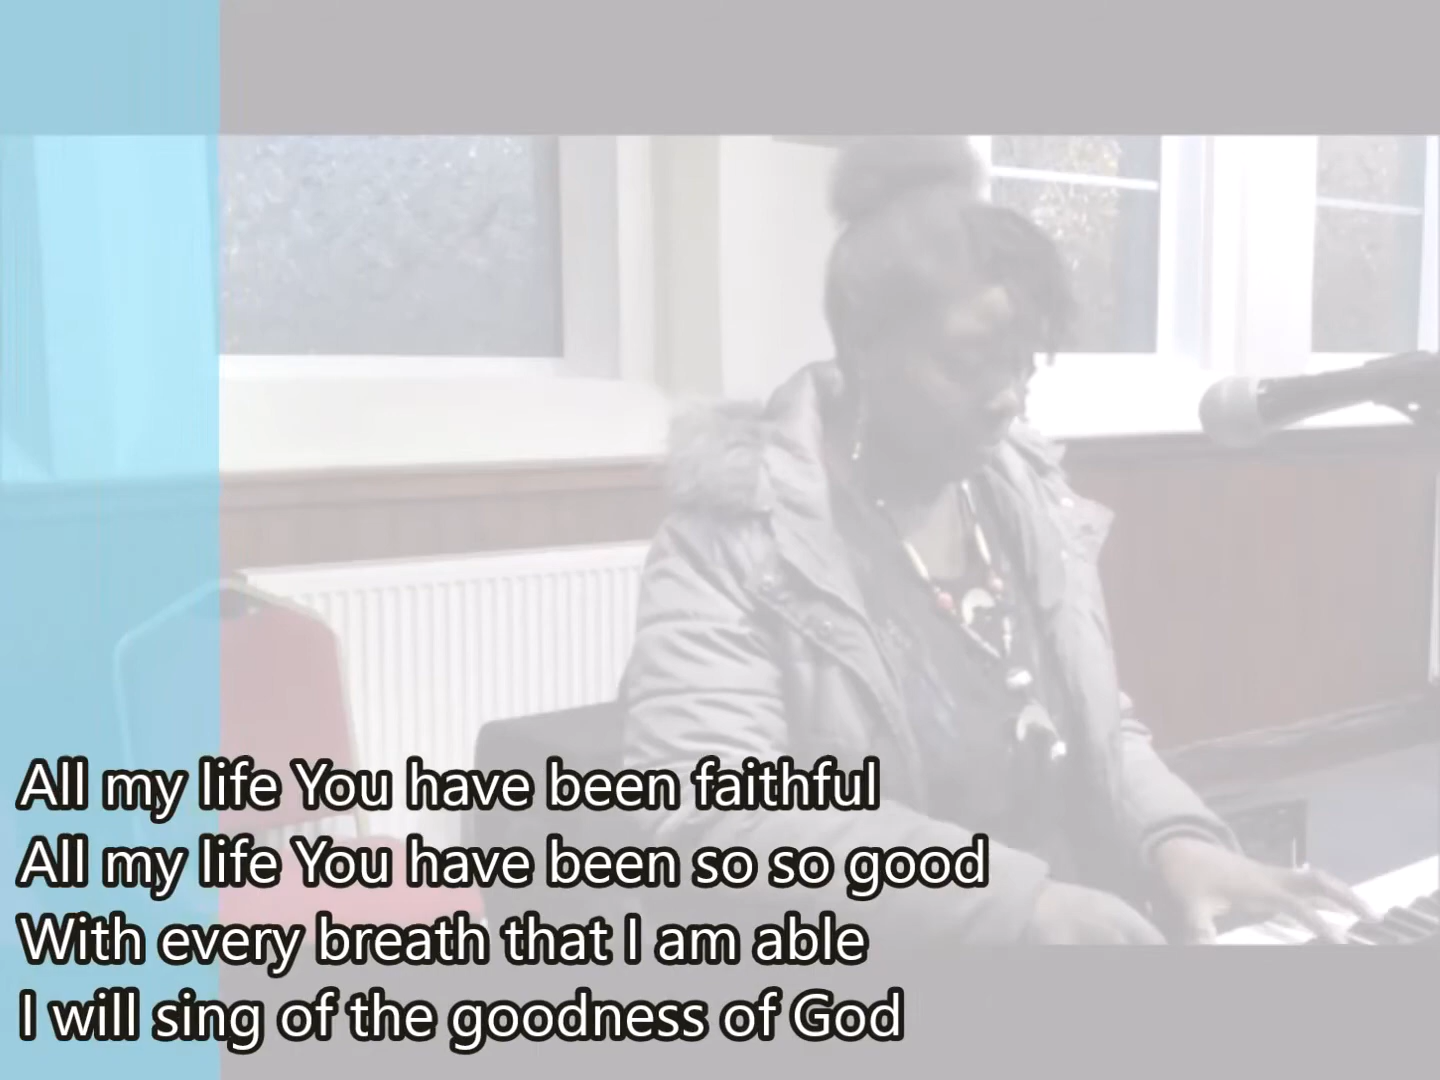 All my life You have been faithful
All my life You have been so so good
With every breath that I am able
I will sing of the goodness of God